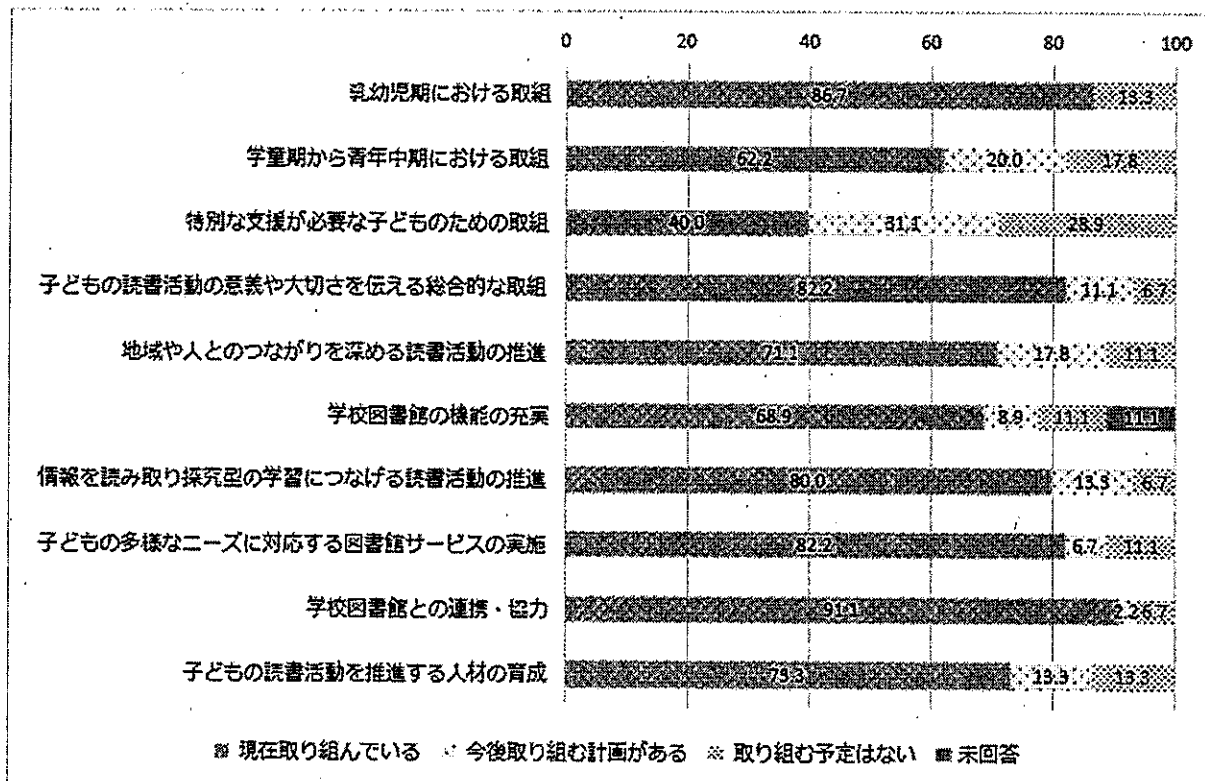 0 20 40 60 80 100
乳幼児期における取組 86.7 13.3
学童期から青年中期における取組 62.2 20.0 17.8
特別な支援が必要な子どものための取組 40.0 31.1 28.9
子どもの読書活動の意義や大切さを伝える総合的な取組 82.2 11.1 6.7
地域や人とのつながりを深める読書活動の推進 71.1 17.8 11.1
学校図書館の機能の充実 68.9 8.9 11.1 11.1
情報を読み取り探究型の学習につなげる読書活動の推進 80.0 13.3 6.7
子どもの多様なニーズに対応する図書館サービスの実施 82.2 6.7 11.1
学校図書館との連携・協力 91.1 2.2 6.7
子どもの読書活動を推進する人材の育成 73.3 13.3 13.3
現在取り組んでいる 今後取り組む計画がある 取り組む予定はない 未回答